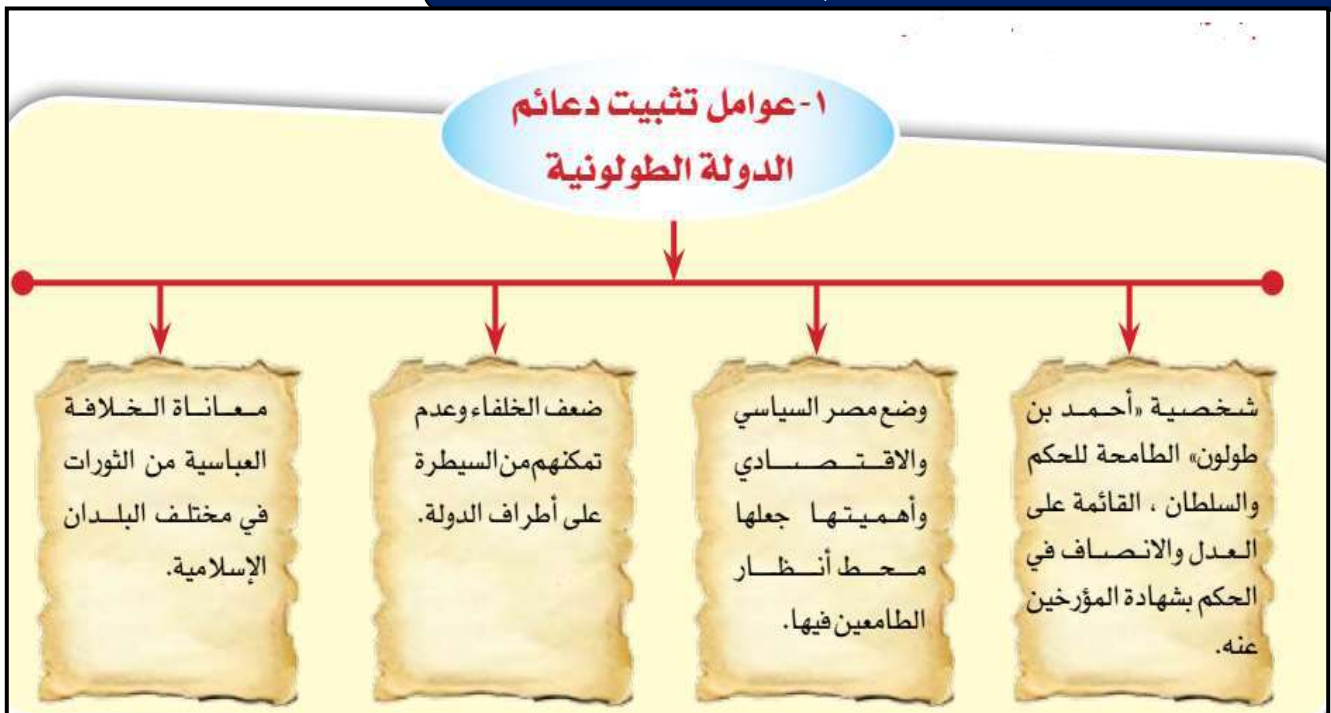 ١-عوامل تثبيت دعائم
الدولة الطولونية
شخصية «أحمد بن
طولون» الطامحة للحكم
والسلطان ، القائمة على
العدل والانصاف في
الحكم بشهادة المؤرخين
عنه.
وضع مصر السياسي
والاقتصادي
وأهميتها جعلها
محط أنظار
الطامعين فيها.
ضعف الخلفاء وعدم
تمكنهم من السيطرة
على أطراف الدولة.
معاناة الخلافة
العباسية من الثورات
في مختلف البلدان
الإسلامية.